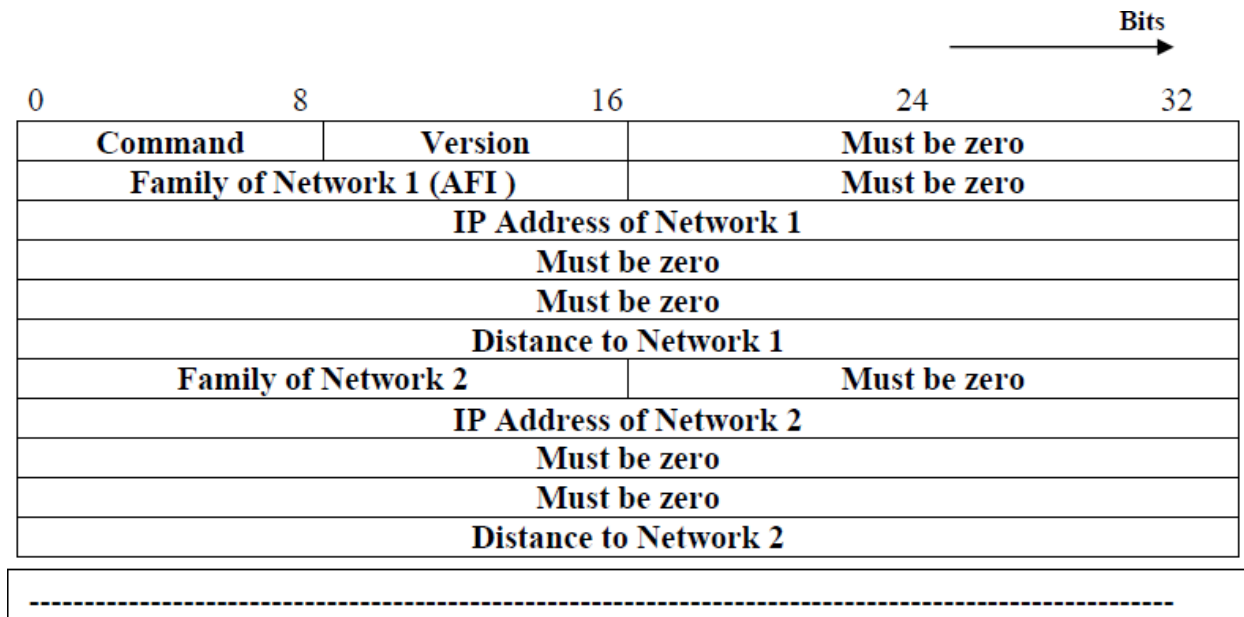 Bits
0 8 16 24 32
Command Version Must be zero
Family of Network 1 (AFI ) Must be zero
IP Address of Network 1
Must be zero
Must be zero
Distance to Network 1
Family of Network 2 Must be zero
IP Address of Network 2
Must be zero
Must be zero
Distance to Network 2